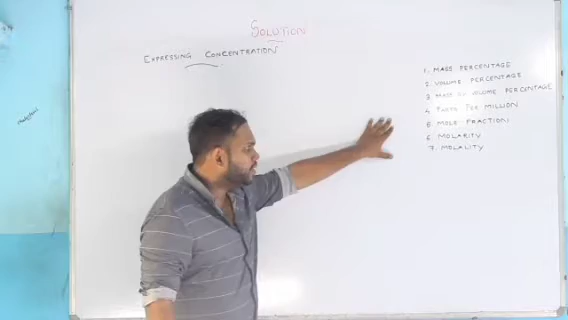 SOLUTION
EXPRESSING CONCENTRATION
1. MASS PERCENTAGE
2. VOLUME PERCENTAGE
3. MASS BY VOLUME PERCENTAGE
4. PARTS PER MILLION
5. MOLE FRACTION
6. MOLARITY
7. MOLALITY